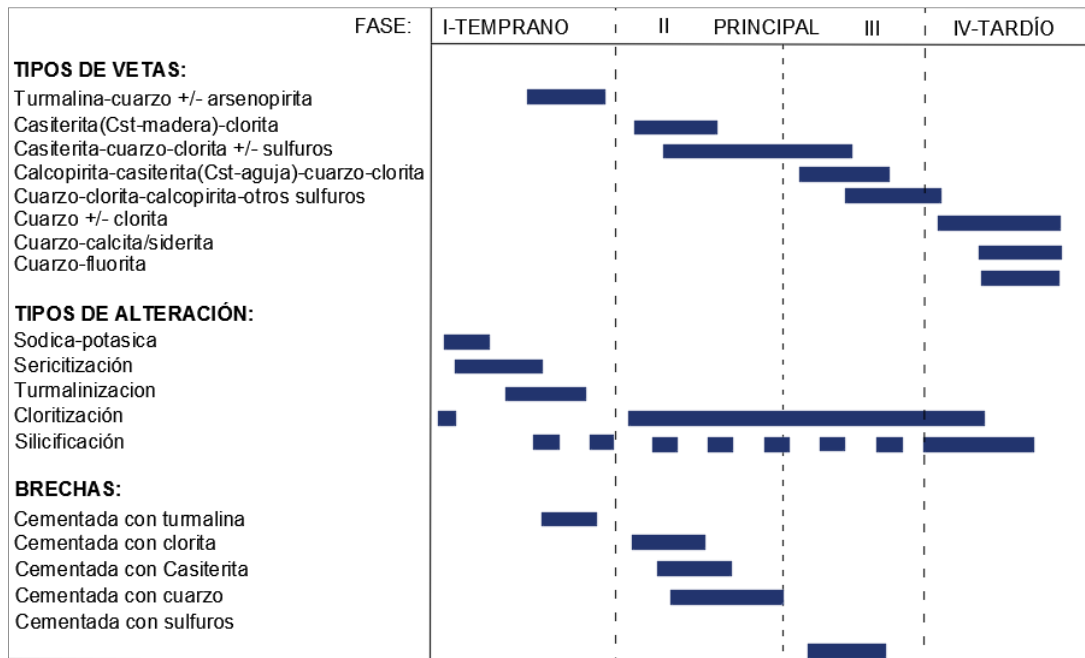 FASE: I-TEMPRANO II PRINCIPAL III IV-TARDÍO
TIPOS DE VETAS:
Turmalina-cuarzo +/- arsenopirita
Casiterita(Cst-madera)-clorita
Casiterita-cuarzo-clorita +/- sulfuros
Calcopirita-casiterita(Cst-aguja)-cuarzo-clorita
Cuarzo-clorita-calcopirita-otros sulfuros
Cuarzo +/- clorita
Cuarzo-calcita/siderita
Cuarzo-fluorita
TIPOS DE ALTERACIÓN:
Sodica-potasica
Sericitización
Turmalinizacion
Cloritización
Silicificación
BRECHAS:
Cementada con turmalina
Cementada con clorita
Cementada con Casiterita
Cementada con cuarzo
Cementada con sulfuros